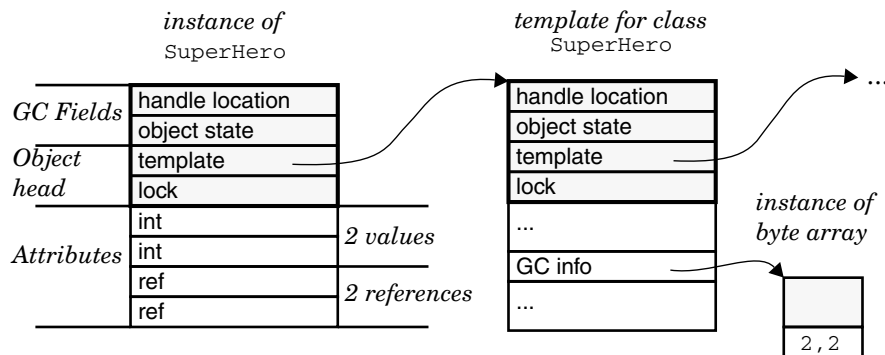 instance of
SuperHero
template for class
SuperHero
GC Fields
handle location
object state
Object
head
template
lock
Attributes
int
int
2 values
ref
ref
2 references
handle location
object state
template
lock
...
GC info
...
...
instance of
byte array
2,2